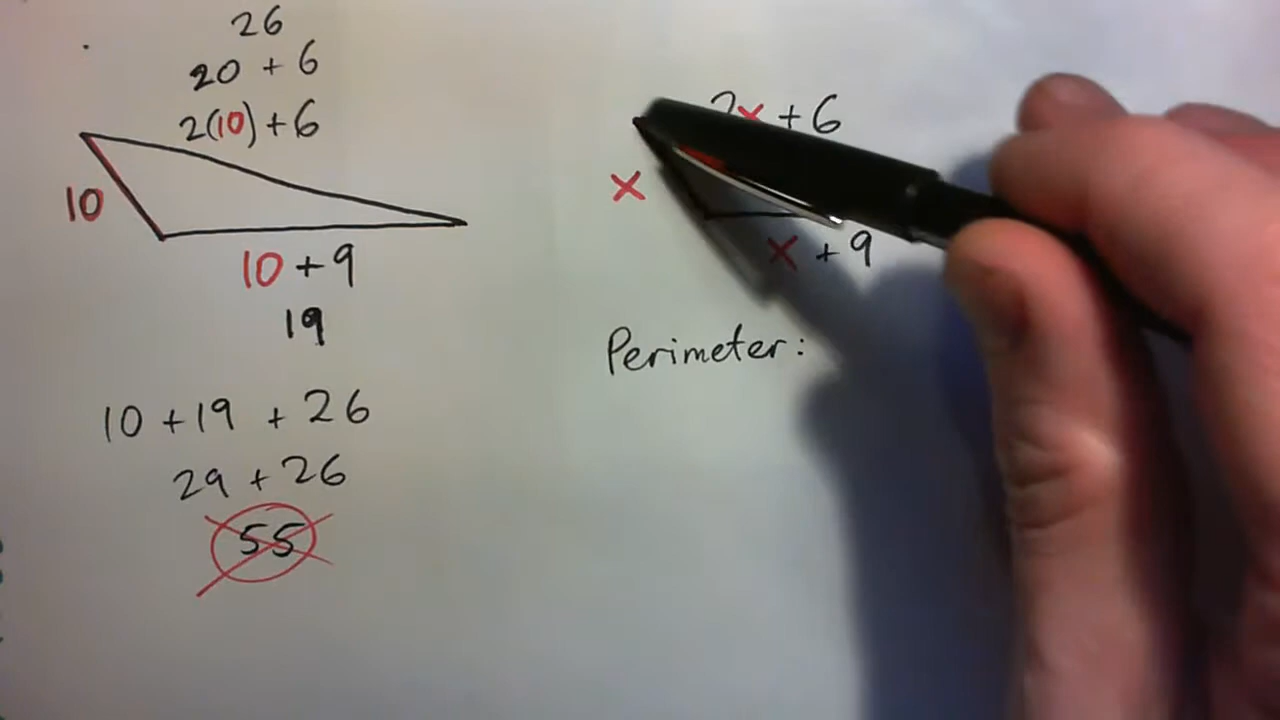 26
20 + 6
2(10) + 6
10
10 + 9
19
10 + 19 + 26
29 + 26
55
2x + 6
x
x + 9
Perimeter: